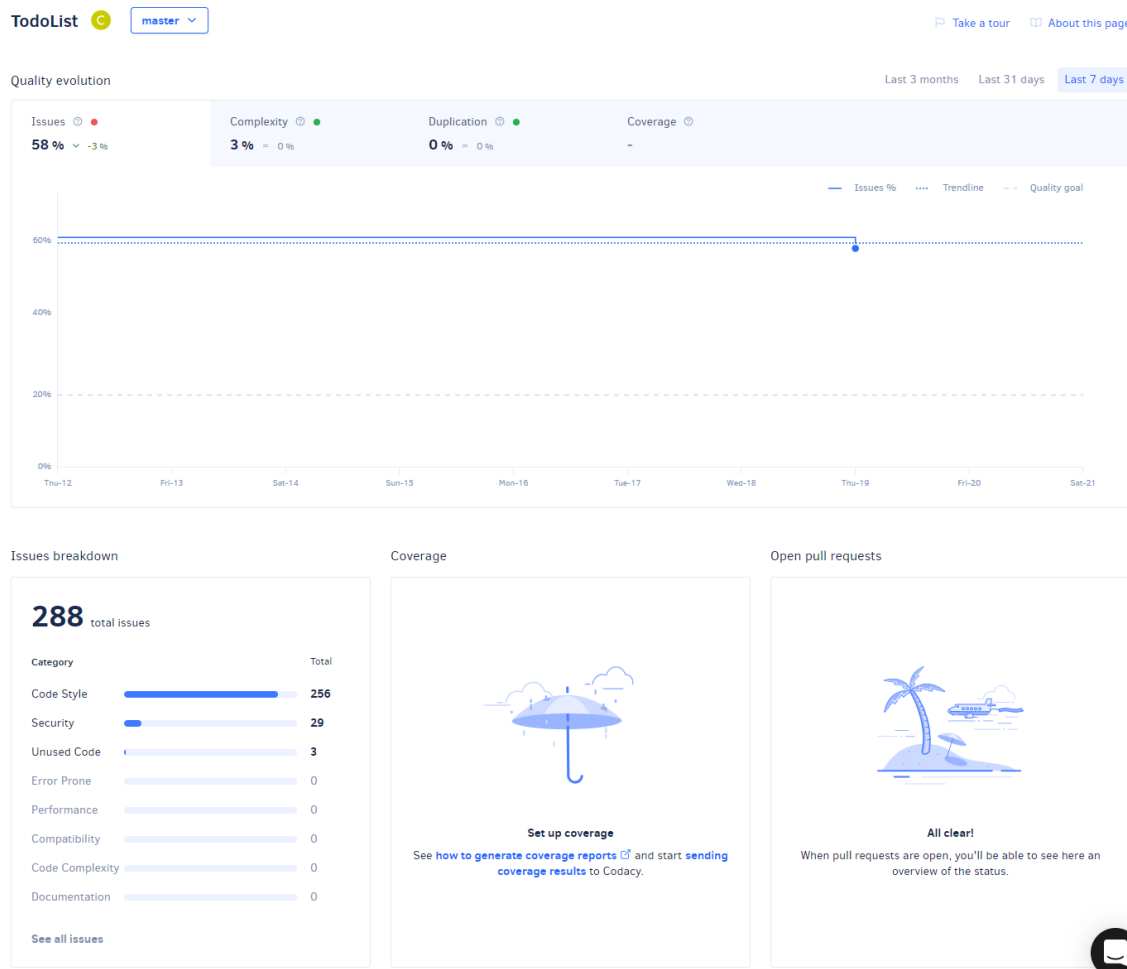 TodoList C master
Take a tour About this page
Quality evolution
Last 3 months Last 31 days Last 7 days
Issues Complexity Duplication Coverage
58 % -3 % 3 % = 0 % 0 % = 0 % -
Issues % Trendline Quality goal
60%
40%
20%
0%
Thu-12 Fri-13 Sat-14 Sun-15 Mon-16 Tue-17 Wed-18 Thu-19 Fri-20 Sat-21
Issues breakdown
288 total issues
Category Total
Code Style 256
Security 29
Unused Code 3
Error Prone 0
Performance 0
Compatibility 0
Code Complexity 0
Documentation 0
See all issues
Coverage
Set up coverage
See how to generate coverage reports and start sending
coverage results to Codacy.
Open pull requests
All clear!
When pull requests are open, you'll be able to see here an
overview of the status.